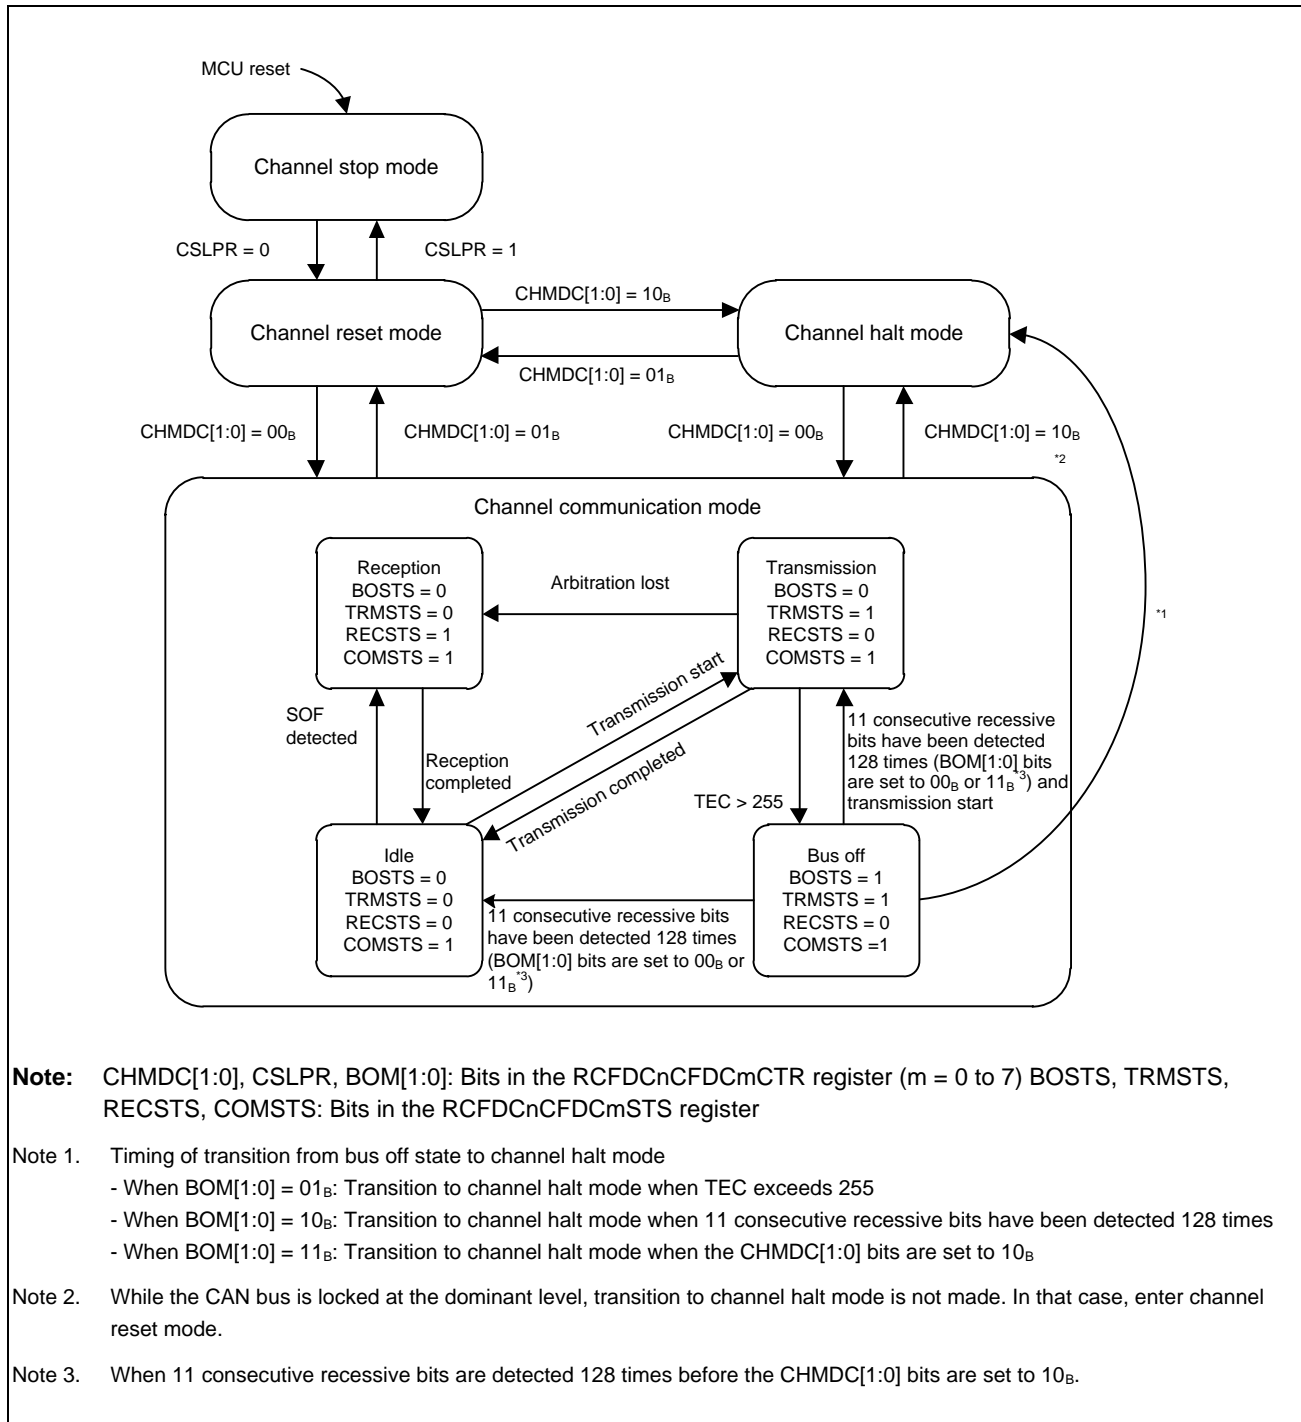 MCU reset
Channel stop mode
CSLPR = 0
CSLPR = 1
Channel reset mode
CHMDC[1:0] = 10B
Channel halt mode
CHMDC[1:0] = 01B
CHMDC[1:0] = 00B
CHMDC[1:0] = 01B
CHMDC[1:0] = 00B
CHMDC[1:0] = 10B
*2
Channel communication mode
Reception
BOSTS = 0
TRMSTS = 0
RECSTS = 1
COMSTS = 1
Arbitration lost
Transmission
BOSTS = 0
TRMSTS = 1
RECSTS = 0
COMSTS = 1
*1
SOF
detected
Reception
completed
Transmission start
Transmission completed
TEC > 255
11 consecutive recessive
bits have been detected
128 times (BOM[1:0] bits
are set to 00B or 11B*3) and
transmission start
Idle
BOSTS = 0
TRMSTS = 0
RECSTS = 0
COMSTS = 1
11 consecutive recessive bits
have been detected 128 times
(BOM[1:0] bits are set to 00B or
11B*3)
Bus off
BOSTS = 1
TRMSTS = 1
RECSTS = 0
COMSTS =1
Note: CHMDC[1:0], CSLPR, BOM[1:0]: Bits in the RCFDCnCFDCmCTR register (m = 0 to 7) BOSTS, TRMSTS,
RECSTS, COMSTS: Bits in the RCFDCnCFDCmSTS register
Note 1. Timing of transition from bus off state to channel halt mode
- When BOM[1:0] = 01B: Transition to channel halt mode when TEC exceeds 255
- When BOM[1:0] = 10B: Transition to channel halt mode when 11 consecutive recessive bits have been detected 128 times
- When BOM[1:0] = 11B: Transition to channel halt mode when the CHMDC[1:0] bits are set to 10B
Note 2. While the CAN bus is locked at the dominant level, transition to channel halt mode is not made. In that case, enter channel
reset mode.
Note 3. When 11 consecutive recessive bits are detected 128 times before the CHMDC[1:0] bits are set to 10B.